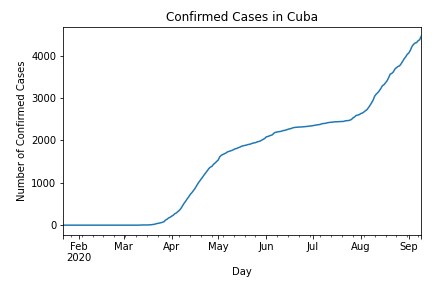 Confirmed Cases in Cuba
Number of Confirmed Cases
4000
3000
2000
1000
0
Feb Mar Apr May Jun Jul Aug Sep
2020
Day